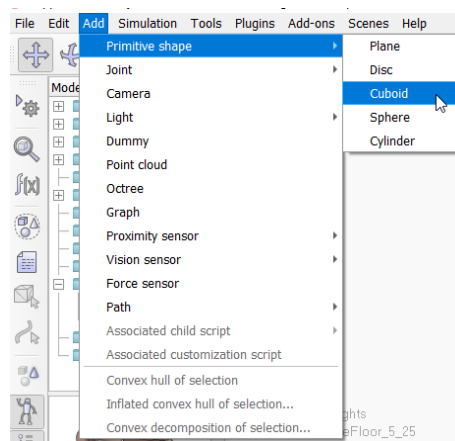 File Edit Add Simulation Tools Plugins Add-ons Scenes Help
Primitive shape
Plane
Joint
Disc
Mode
Camera
Cuboid
Light
Sphere
Dummy
Cylinder
Point cloud
Octree
f(x)
Graph
Proximity sensor
Vision sensor
Force sensor
Path
Associated child script
Associated customization script
Convex hull of selection
Inflated convex hull of selection...
ghts
Convex decomposition of selection...
eFloor_5_25